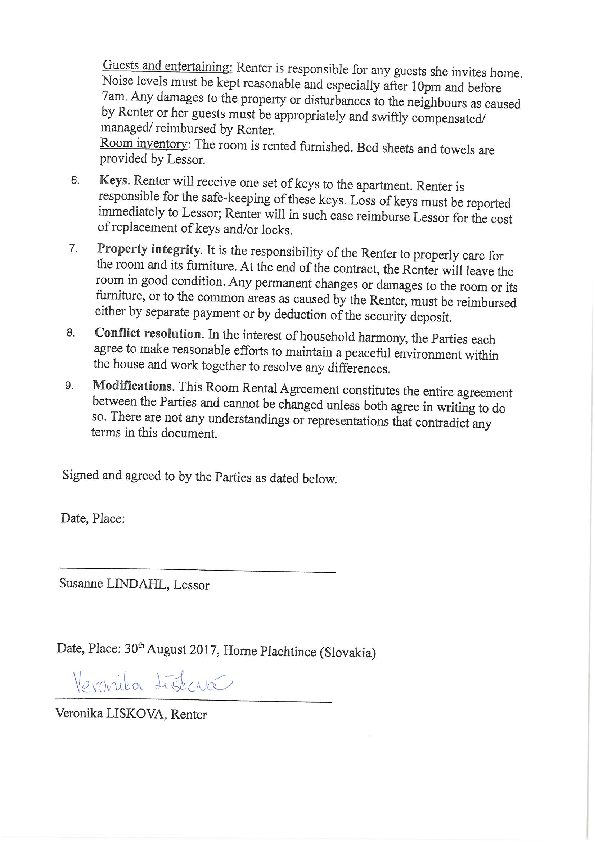 Guests and entertaining: Renter is responsible for any guests she invites home.
Noise levels must be kept reasonable and especially after 10pm and before
7am. Any damages to the property or disturbances to the neighbours as caused
by Renter or her guests must be appropriately and swiftly compensated/
managed/ reimbursed by Renter.
Room inventory: The room is rented furnished. Bed sheets and towels are
provided by Lessor.
6. Keys. Renter will receive one set of keys to the apartment. Renter is
responsible for the safe-keeping of these keys. Loss of keys must be reported
immediately to Lessor; Renter will in such case reimburse Lessor for the cost
of replacement of keys and/or locks.
7. Property integrity. It is the responsibility of the Renter to properly care for
the room and its furniture. At the end of the contract, the Renter will leave the
room in good condition. Any permanent changes or damages to the room or its
furniture, or to the common areas as caused by the Renter, must be reimbursed
either by separate payment or by deduction of the security deposit.
8. Conflict resolution. In the interest of household harmony, the Parties each
agree to make reasonable efforts to maintain a peaceful environment within
the house and work together to resolve any differences.
9. Modifications. This Room Rental Agreement constitutes the entire agreement
between the Parties and cannot be changed unless both agree in writing to do
so. There are not any understandings or representations that contradict any
terms in this document.
Signed and agreed to by the Parties as dated below.
Date, Place:
Susanne LINDAHL, Lessor
Date, Place: 30th August 2017, Horne Plachtince (Slovakia)
Veronika Lišková
Veronika LISKOVA, Renter